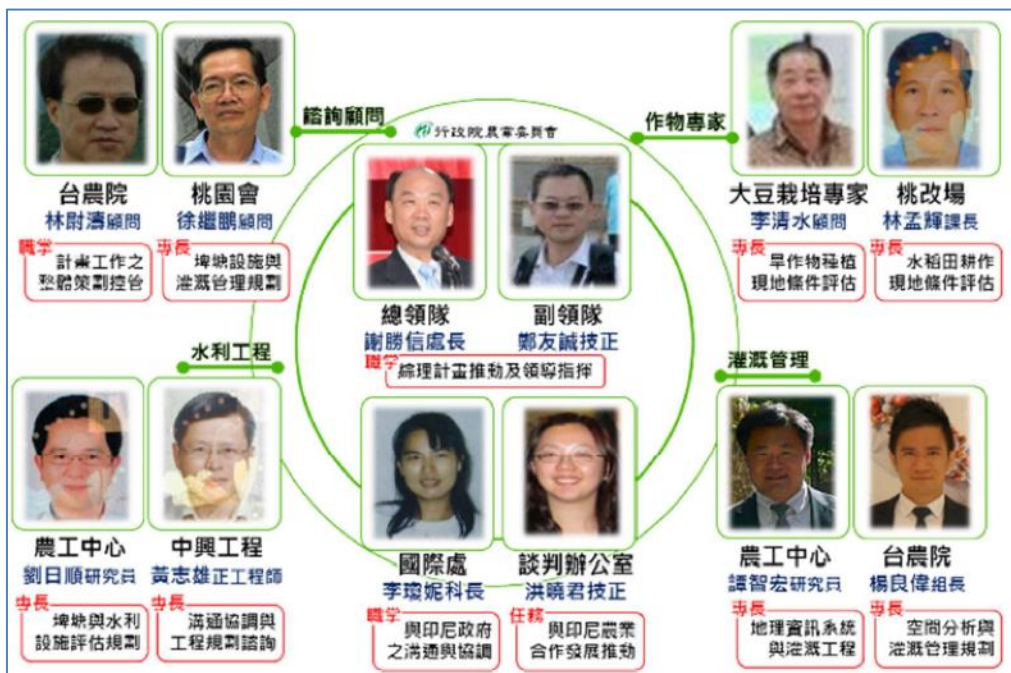 諮詢顧問
行政院農業委員會
作物專家
台農院
林尉濤顧問
職掌
計畫工作之
整體策劃控管
桃園會
徐繼鵬顧問
專長
埤塘設施與
灌溉管理規劃
總領隊
謝勝信處長
副領隊
鄭友誠技正
職掌
綜理計畫推動及領導指揮
大豆栽培專家
李清水顧問
專長
旱作物種植
現地條件評估
桃改場
林孟輝課長
專長
水稻田耕作
現地條件評估
水利工程
灌溉管理
農工中心
劉日順研究員
專長
埤塘與水利
設施評估規劃
中興工程
黃志雄正工程師
專長
溝通協調與
工程規劃諮詢
國際處
李瓊妮科長
職掌
與印尼政府
之溝通與協調
談判辦公室
洪曉君技正
任務
與印尼農業
合作發展推動
農工中心
譚智宏研究員
專長
地理資訊系統
與灌溉工程
台農院
楊良偉組長
專長
空間分析與
灌溉管理規劃